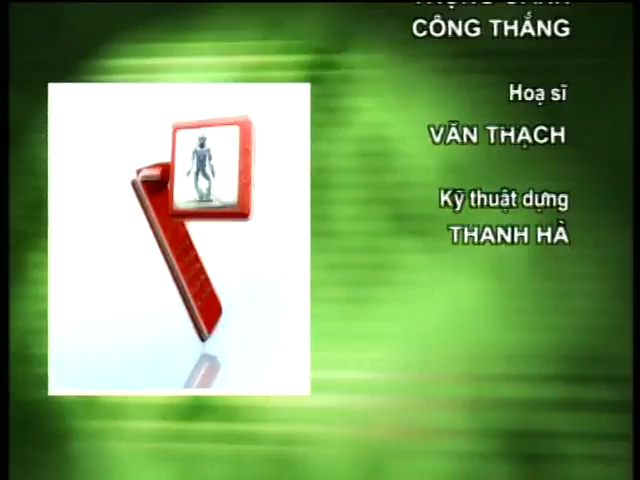 CÔNG THẮNG
Hoạ sĩ
VĂN THẠCH
Kỹ thuật dựng
THANH HÀ